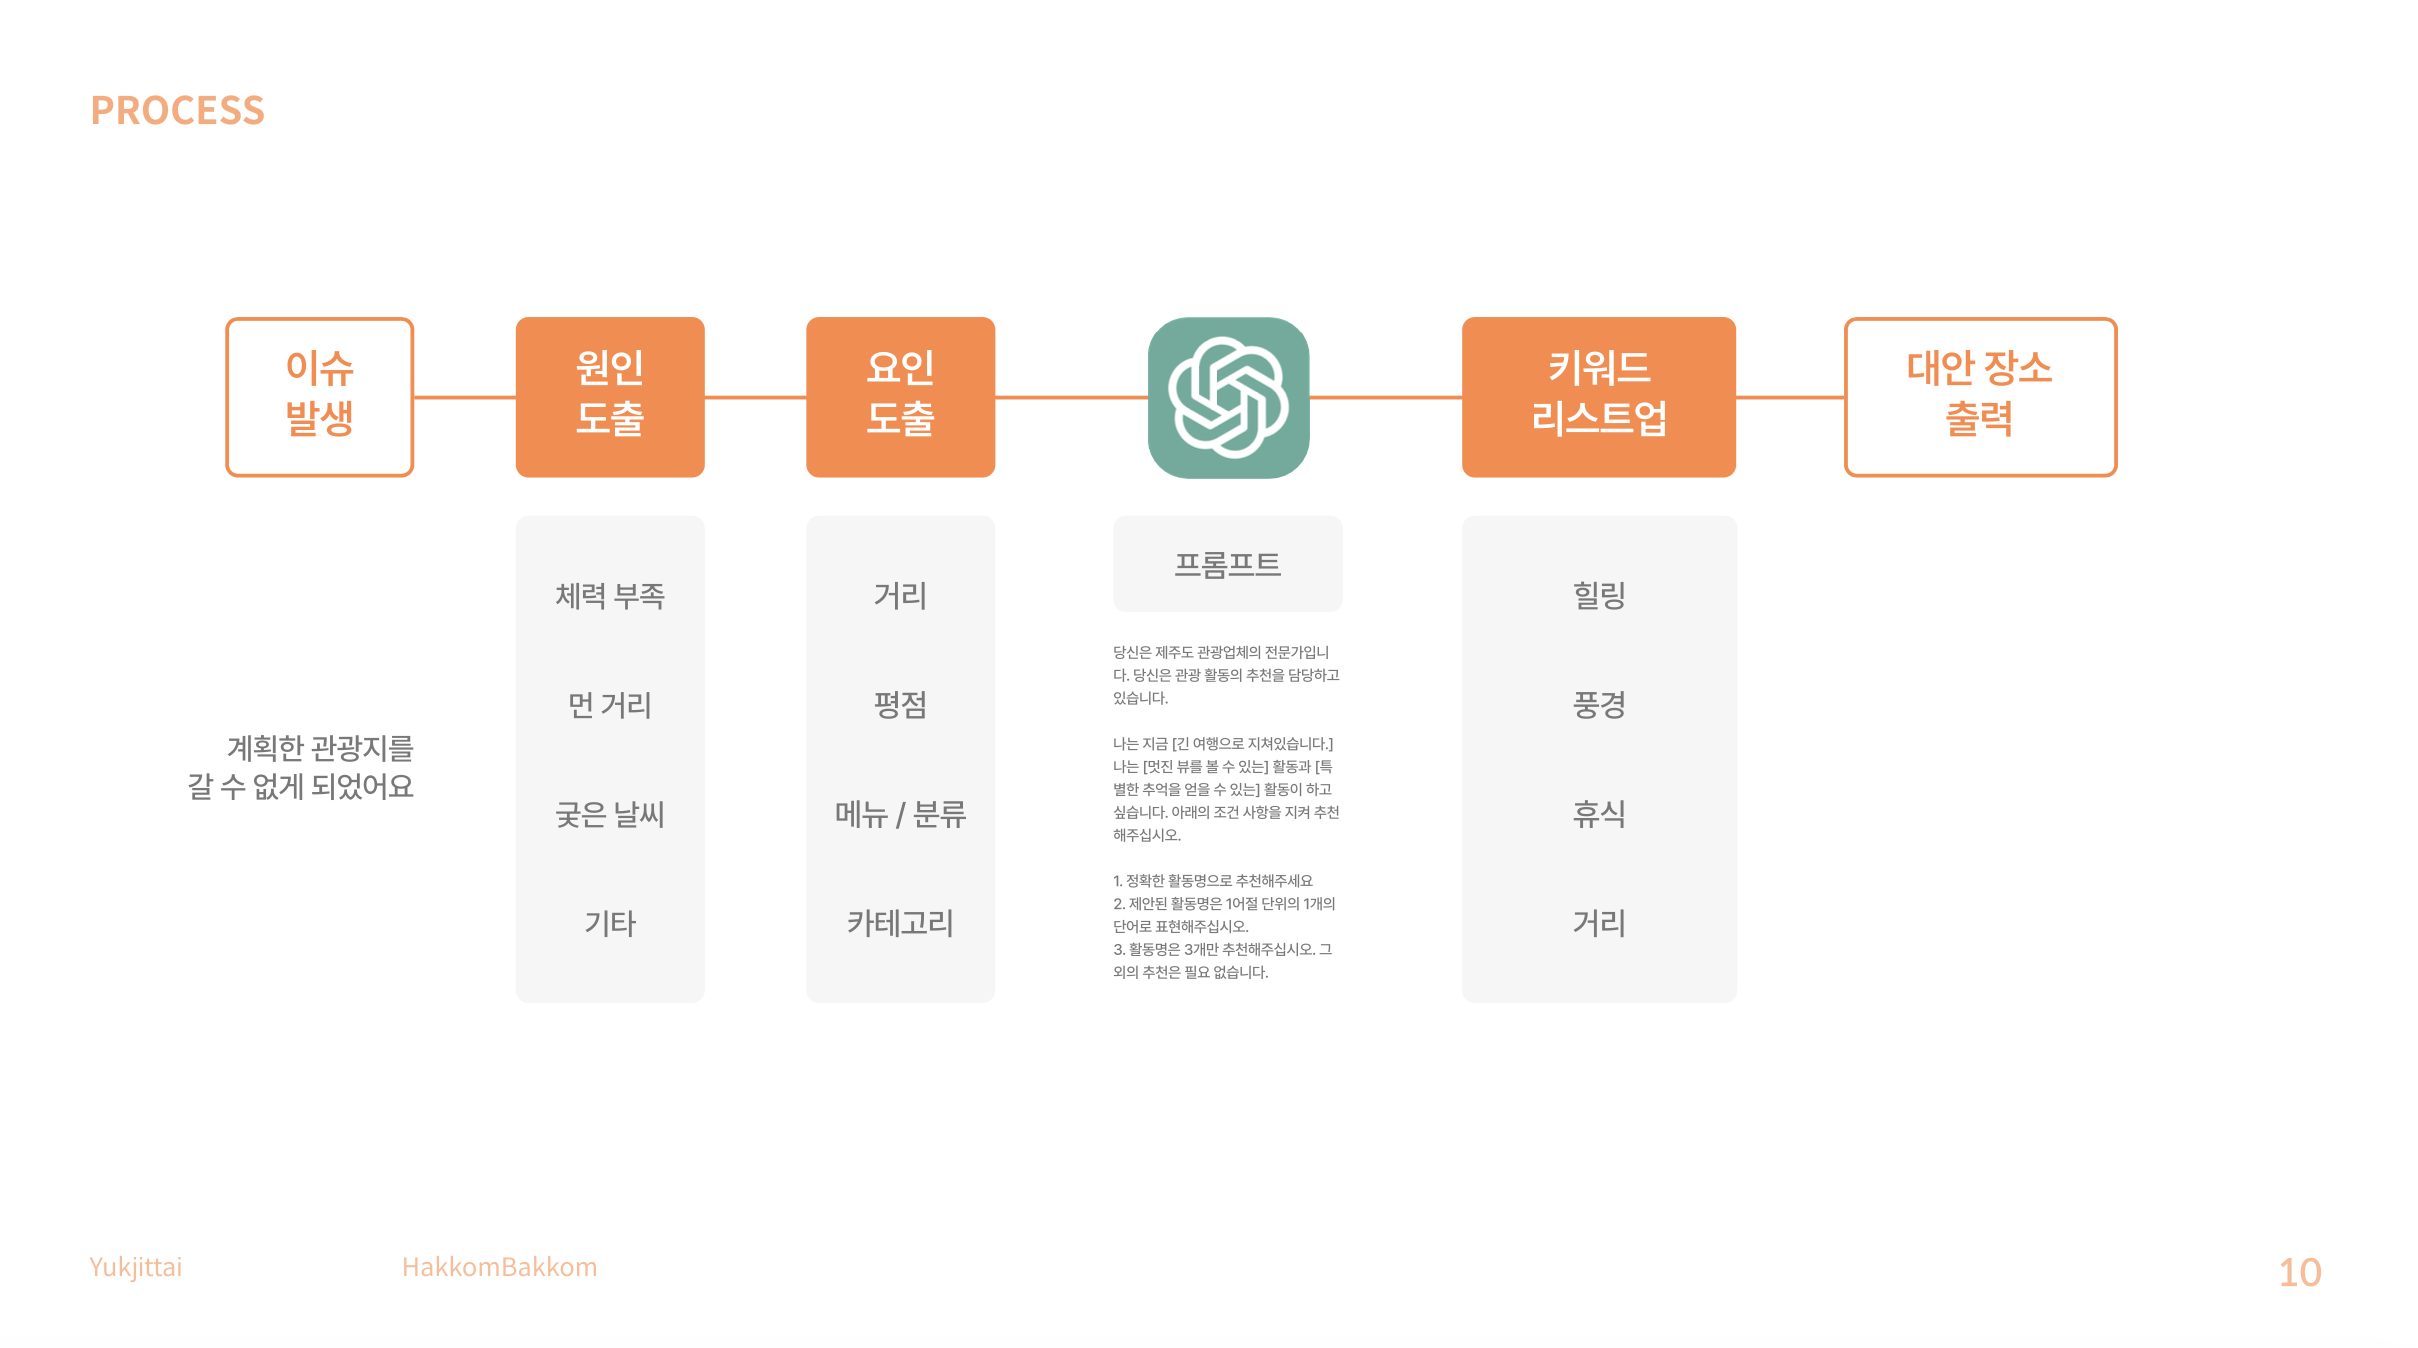 PROCESS
이슈
발생
원인
도출
요인
도출
키워드
리스트업
대안 장소
출력
계획한 관광지를
갈 수 없게 되었어요
체력 부족
먼 거리
궂은 날씨
기타
거리
평점
메뉴 / 분류
카테고리
프롬프트
당신은 제주도 관광업체의 전문가입니
다. 당신은 관광 활동의 추천을 담당하고
있습니다.
나는 지금 [긴 여행으로 지쳐있습니다.]
나는 [멋진 뷰를 볼 수 있는] 활동과 [특
별한 추억을 얻을 수 있는] 활동이 하고
싶습니다. 아래의 조건 사항을 지켜 추천
해주십시오.
1. 정확한 활동명으로 추천해주세요
2. 제안된 활동명은 1어절 단위의 1개의
단어로 표현해주십시오.
3. 활동명은 3개만 추천해주십시오. 그
외의 추천은 필요 없습니다.
힐링
풍경
휴식
거리
Yukjittai
HakkomBakkom
10